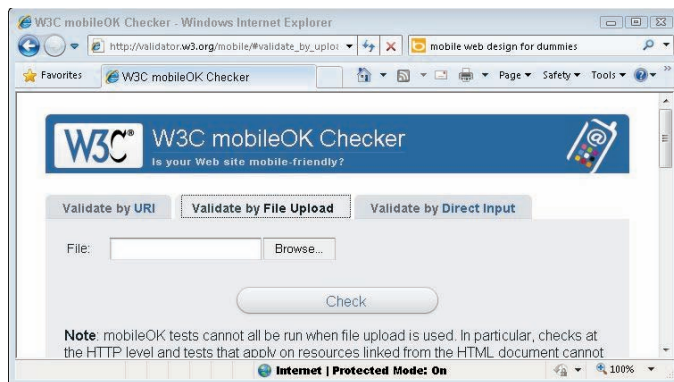 W3C mobileOK Checker - Windows Internet Explorer
http://validator.w3.org/mobile/#validate_by_uploa
mobile web design for dummies
Favorites
W3C mobileOK Checker
Page
Safety
Tools
W3C®
W3C mobileOK Checker
Is your Web site mobile-friendly?
Validate by URI
Validate by File Upload
Validate by Direct Input
File:
Browse...
Check
Note: mobileOK tests cannot all be run when file upload is used. In particular, checks at
the HTTP level and tests that apply on resources linked from the HTML document cannot
Internet | Protected Mode: On
100%